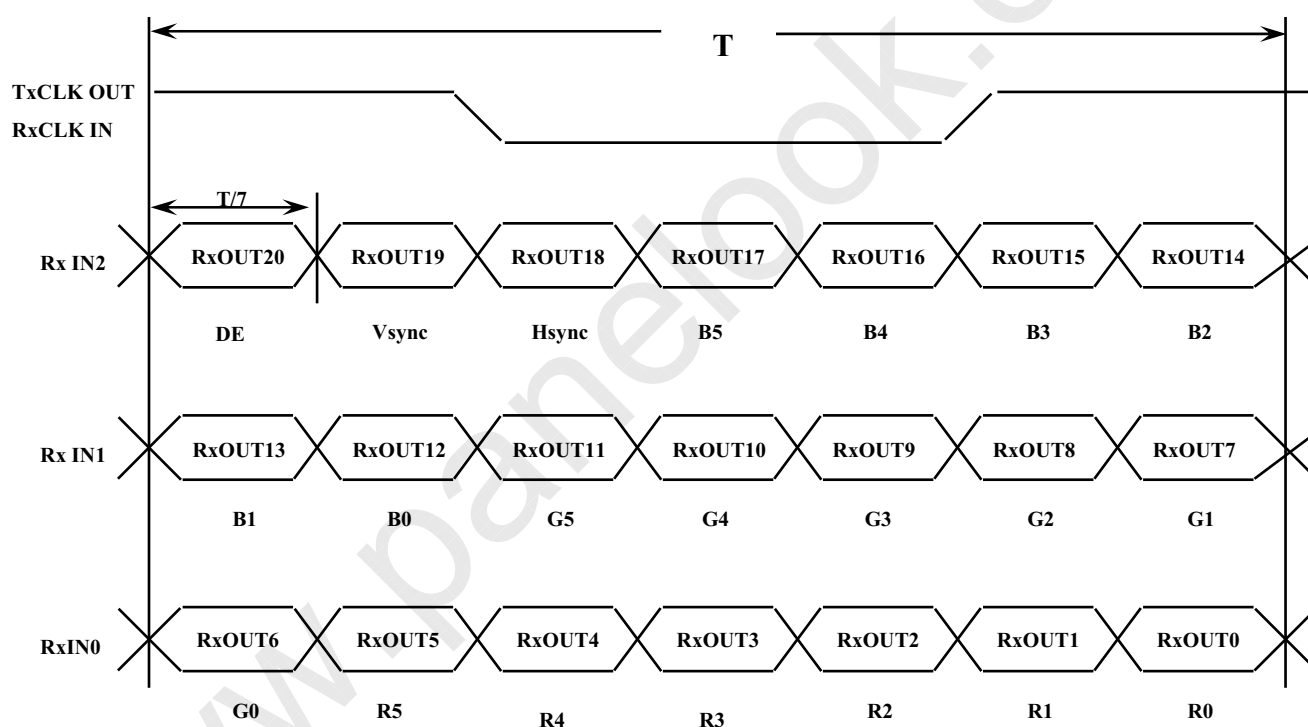 T
TxCLK OUT
RxCLK IN
T/7
Rx IN2 RxOUT20 RxOUT19 RxOUT18 RxOUT17 RxOUT16 RxOUT15 RxOUT14
DE Vsync Hsync B5 B4 B3 B2
Rx IN1 RxOUT13 RxOUT12 RxOUT11 RxOUT10 RxOUT9 RxOUT8 RxOUT7
B1 B0 G5 G4 G3 G2 G1
RxIN0 RxOUT6 RxOUT5 RxOUT4 RxOUT3 RxOUT2 RxOUT1 RxOUT0
G0 R5 R4 R3 R2 R1 R0
w.panelook.c